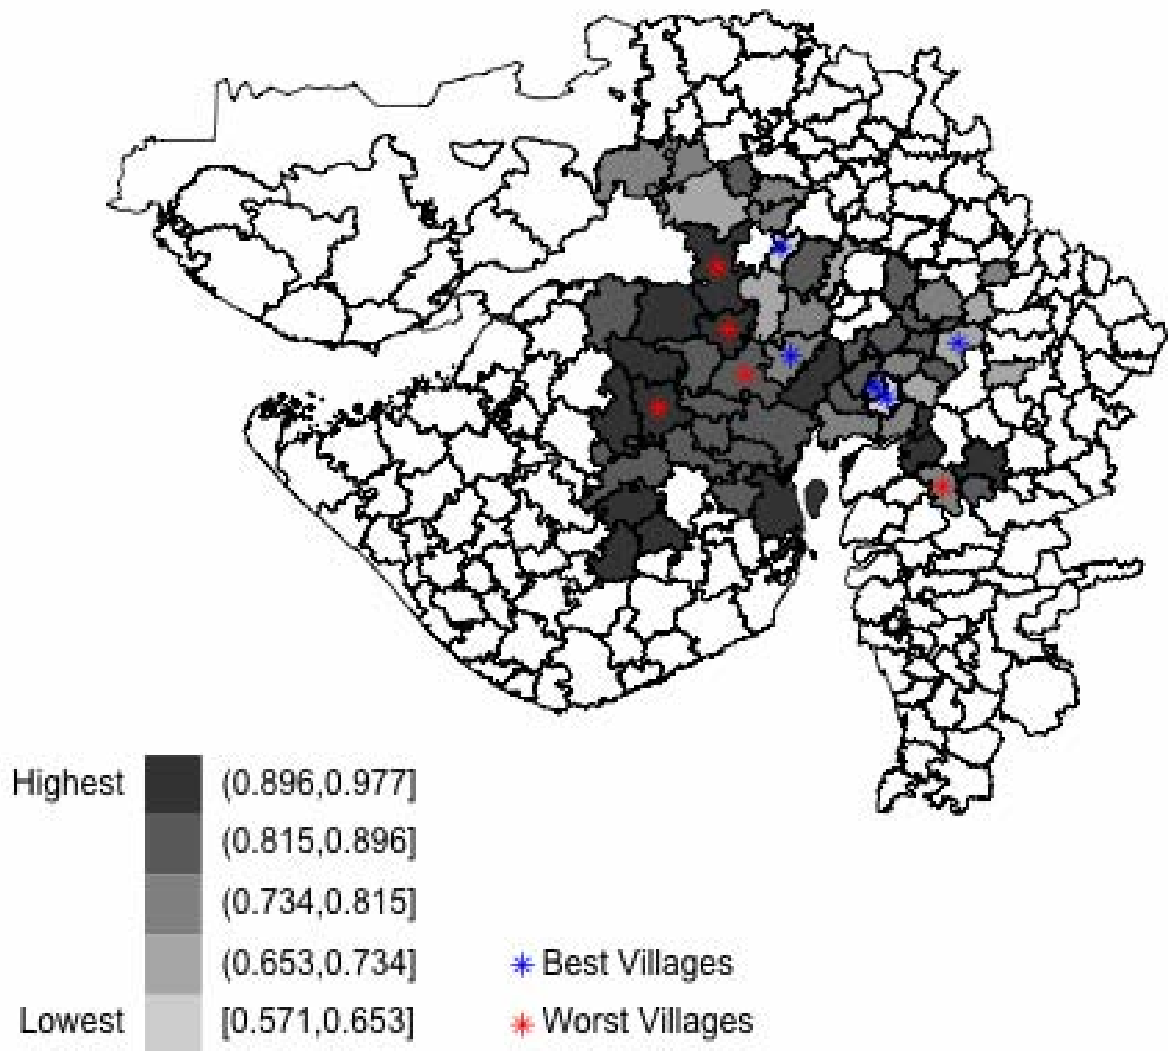 Highest (0.896,0.977]
(0.815,0.896]
(0.734,0.815]
(0.653,0.734] Best Villages
Lowest [0.571,0.653] Worst Villages